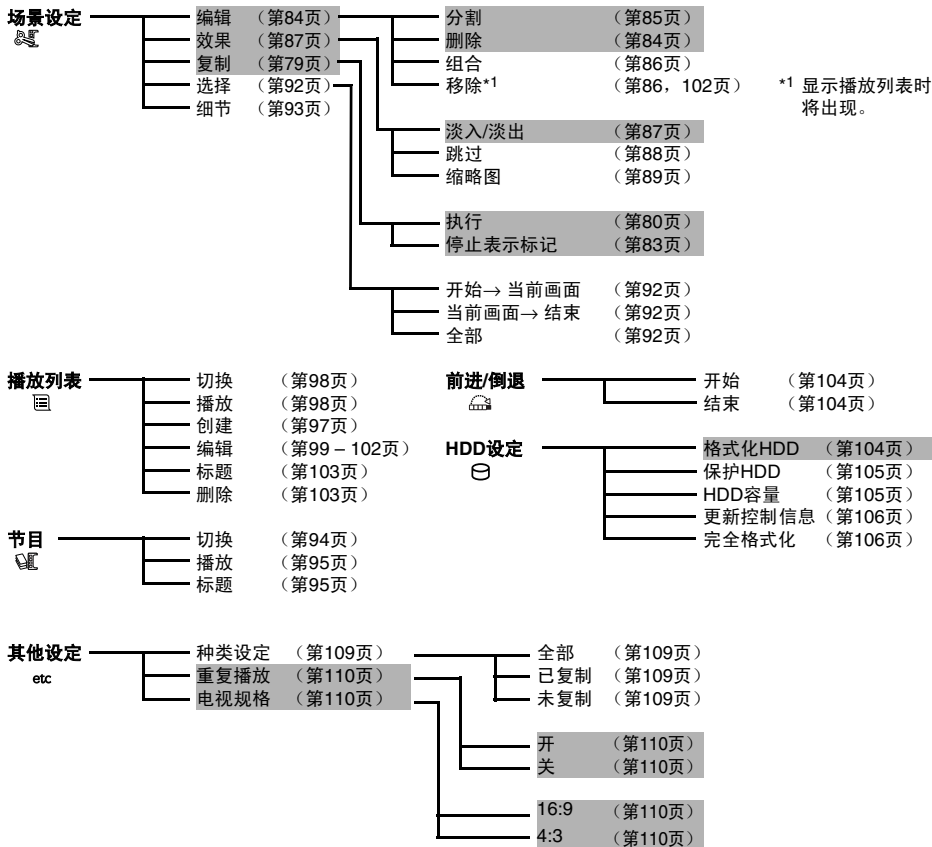 场景设定
编辑 （第84页）
效果 （第87页）
复制 （第79页）
选择 （第92页）
细节 （第93页）
分割 （第85页）
删除 （第84页）
组合 （第86页）
移除*1 （第86，102页）
*1 显示播放列表时
将出现。
淡入/淡出 （第87页）
跳过 （第88页）
缩略图 （第89页）
执行 （第80页）
停止表示标记 （第83页）
开始→ 当前画面 （第92页）
当前画面→ 结束 （第92页）
全部 （第92页）
播放列表
切换 （第98页）
播放 （第98页）
创建 （第97页）
编辑 （第99 – 102页）
标题 （第103页）
删除 （第103页）
前进/倒退
开始 （第104页）
结束 （第104页）
HDD设定
格式化HDD （第104页）
保护HDD （第105页）
HDD容量 （第105页）
更新控制信息（第106页）
完全格式化 （第106页）
节目
切换 （第94页）
播放 （第95页）
标题 （第95页）
其他设定
etc
种类设定 （第109页）
重复播放 （第110页）
电视规格 （第110页）
全部 （第109页）
已复制 （第109页）
未复制 （第109页）
开 （第110页）
关 （第110页）
16:9 （第110页）
4:3 （第110页）